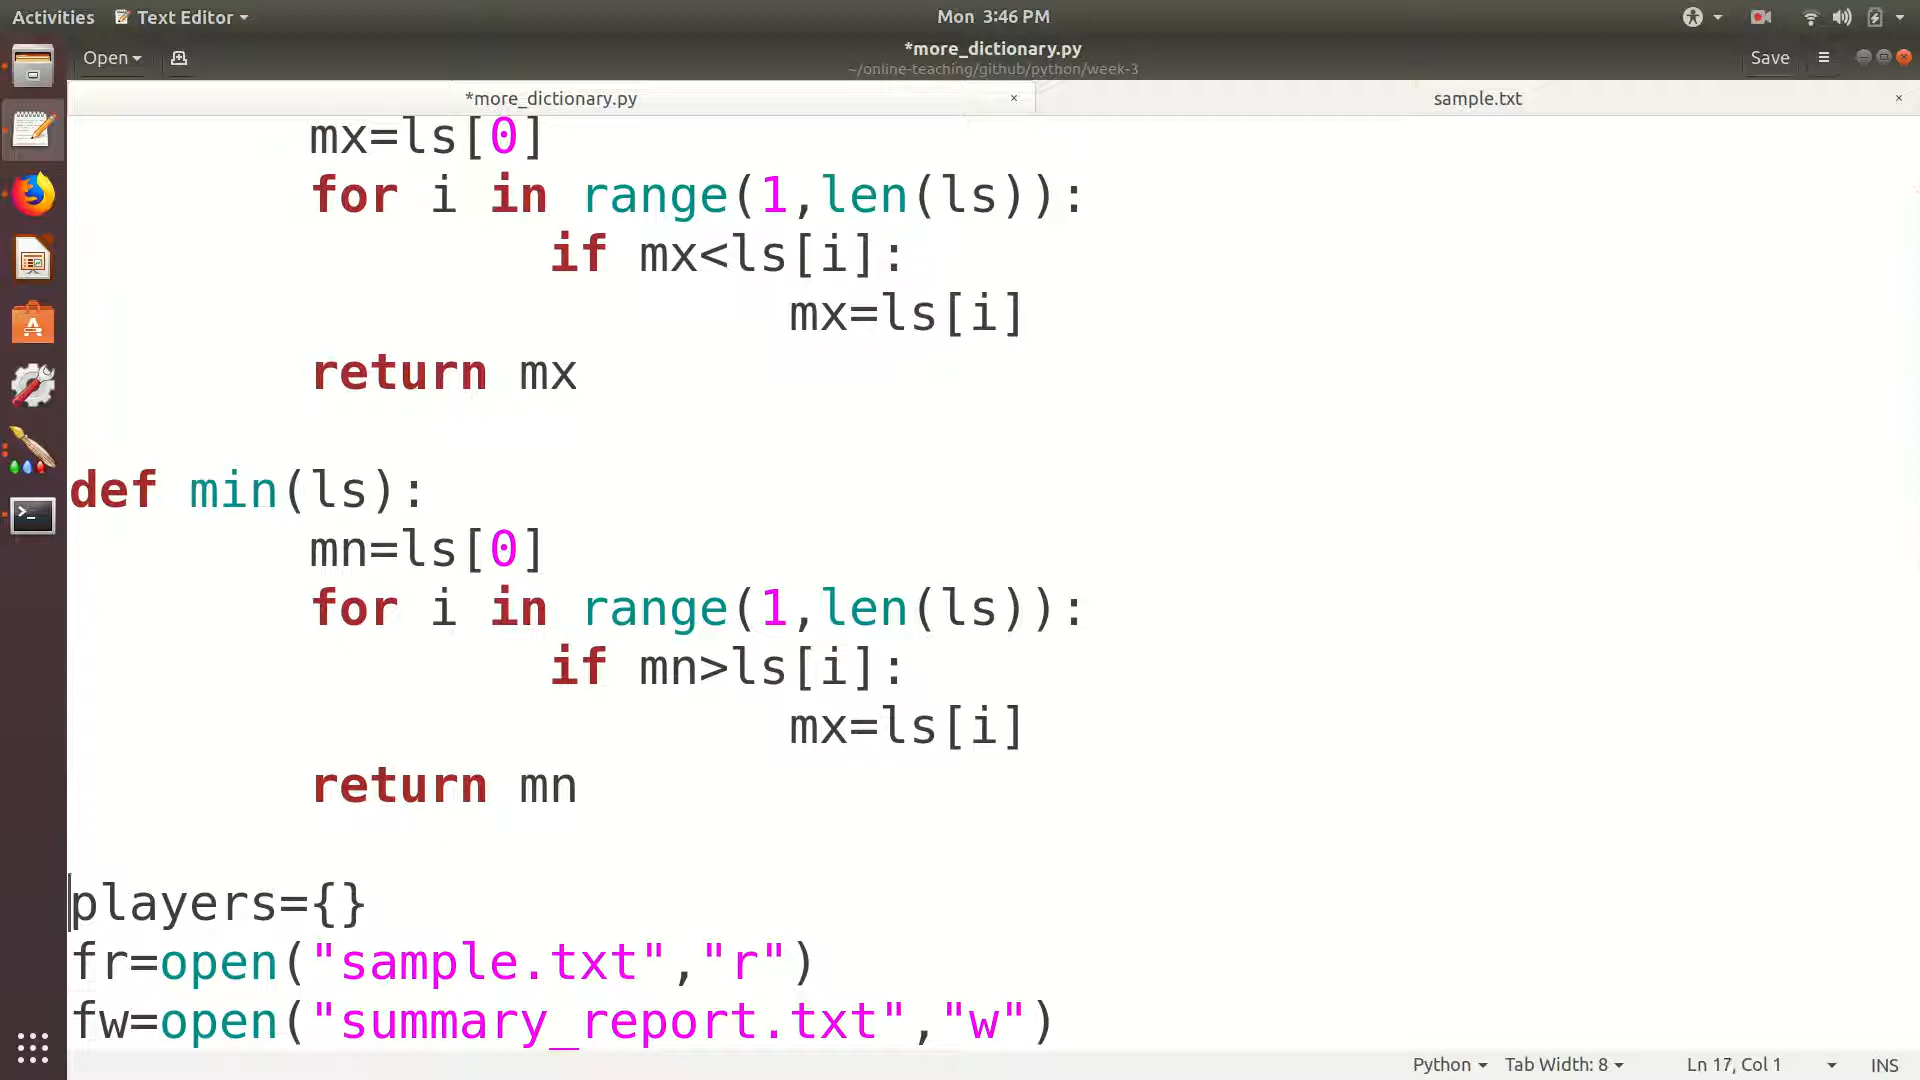 Activities Text Editor Mon 3:46 PM
Open *more_dictionary.py Save
~/online-teaching/github/python/week-3
*more_dictionary.py × sample.txt ×
mx=ls[0]
for i in range(1,len(ls)):
if mx<ls[i]:
mx=ls[i]
return mx
def min(ls):
mn=ls[0]
for i in range(1,len(ls)):
if mn>ls[i]:
mx=ls[i]
return mn
players={}
fr=open("sample.txt","r")
fw=open("summary_report.txt","w")
Python Tab Width: 8 Ln 17, Col 1 INS